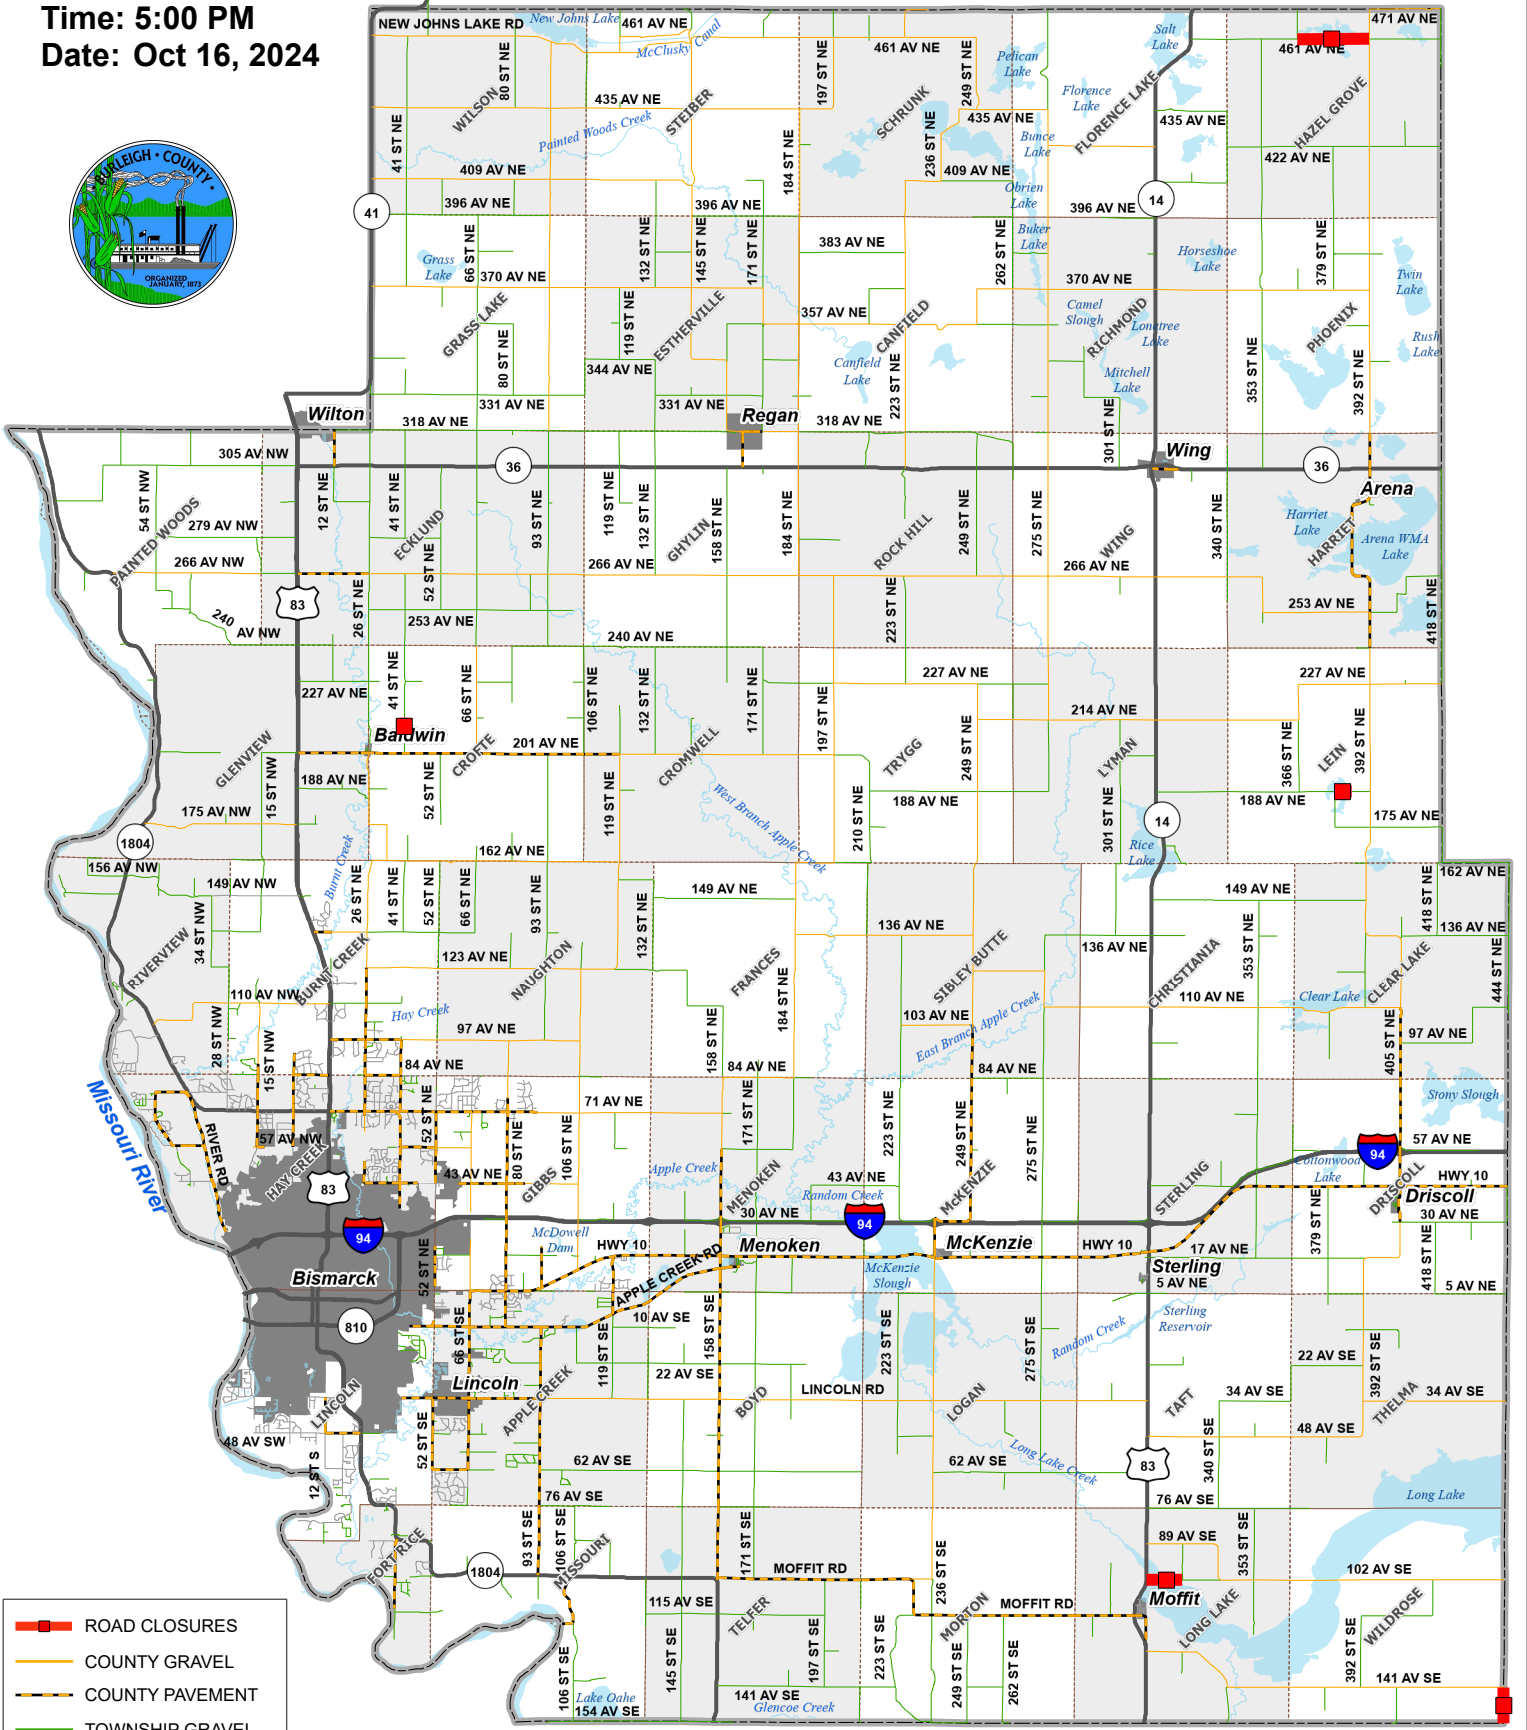 Time: 5:00 PM
Date: Oct 16, 2024
BURLEIGH • COUNTY
ORGANIZED
JANUARY, 1873
NEW JOHNS LAKE RD
New Johns Lake
461 AV NE
McClusky Canal
471 AV NE
Salt
Lake
461 AV NE
461 AV NE
80 ST NE
197 ST NE
249 ST NE
Pelican
Lake
WILSON
435 AV NE
STEIBER
SCHRUNK
Florence
Lake
FLORENCE LAKE
HAZEL GROVE
435 AV NE
435 AV NE
Painted Woods Creek
41 ST NE
184 ST NE
236 ST NE
Bunce
Lake
422 AV NE
409 AV NE
409 AV NE
Obrien
Lake
396 AV NE
396 AV NE
396 AV NE
41
14
66 ST NE
132 ST NE
145 ST NE
171 ST NE
383 AV NE
262 ST NE
Buker
Lake
Horseshoe
Lake
379 ST NE
Grass
Lake
370 AV NE
370 AV NE
Twin
Lake
GRASS LAKE
119 ST NE
ESTHERVILLE
357 AV NE
CANFIELD
Camel
Slough
RICHMOND
Lonetree
Lake
PHOENIX
Rush
Lake
80 ST NE
344 AV NE
Canfield
Lake
223 ST NE
Mitchell
Lake
353 ST NE
392 ST NE
331 AV NE
331 AV NE
Wilton
318 AV NE
Regan
318 AV NE
301 ST NE
Wing
305 AV NW
36
36
Arena
54 ST NW
PAINTED WOODS
279 AV NW
12 ST NE
41 ST NE
ECKLUND
93 ST NE
119 ST NE
132 ST NE
GHYLIN
158 ST NE
184 ST NE
ROCK HILL
249 ST NE
275 ST NE
WING
340 ST NE
Harriet
Lake
HARRIET
Arena WMA
Lake
266 AV NW
52 ST NE
266 AV NE
266 AV NE
83
26 ST NE
253 AV NE
223 ST NE
253 AV NE
418 ST NE
240
AV NW
240 AV NE
227 AV NE
41 ST NE
66 ST NE
106 ST NE
132 ST NE
171 ST NE
197 ST NE
227 AV NE
227 AV NE
214 AV NE
Baldwin
201 AV NE
GLENVIEW
CROFTE
CROMWELL
TRYGG
249 ST NE
LYMAN
366 ST NE
LEIN
392 ST NE
15 ST NW
188 AV NE
52 ST NE
119 ST NE
West Branch Apple Creek
210 ST NE
188 AV NE
301 ST NE
188 AV NE
175 AV NW
175 AV NE
1804
14
Burnt Creek
162 AV NE
Rice
Lake
156 AV NW
149 AV NW
26 ST NE
41 ST NE
52 ST NE
66 ST NE
93 ST NE
132 ST NE
149 AV NE
149 AV NE
418 ST NE
162 AV NE
34 ST NW
136 AV NE
136 AV NE
136 AV NE
353 ST NE
RIVERVIEW
BURNT CREEK
123 AV NE
NAUGHTON
FRANCES
SIBLEY BUTTE
CHRISTIANIA
CLEAR LAKE
444 ST NE
110 AV NW
184 ST NE
110 AV NE
Clear Lake
Hay Creek
28 ST NW
15 ST NW
97 AV NE
158 ST NE
103 AV NE
East Branch Apple Creek
405 ST NE
97 AV NE
84 AV NE
84 AV NE
84 AV NE
Missouri River
52 ST NE
71 AV NE
171 ST NE
223 ST NE
249 ST NE
275 ST NE
Stony Slough
RIVER RD
57 AV NW
HAY CREEK
80 ST NE
106 ST NE
57 AV NE
94
43 AV NE
GIBBS
Apple Creek
MENOKEN
43 AV NE
Random Creek
McKENZIE
STERLING
Cottonwood
Lake
HWY 10
83
DRISCOLL
Driscoll
94
30 AV NE
94
379 ST NE
30 AV NE
McDowell
Dam
HWY 10
Menoken
McKenzie
HWY 10
17 AV NE
52 ST NE
APPLE CREEK RD
McKenzie
Slough
Sterling
5 AV NE
418 ST NE
5 AV NE
Bismarck
10 AV SE
Random Creek
Sterling
Reservoir
810
66 ST SE
119 ST SE
158 ST SE
223 ST SE
275 ST SE
22 AV SE
392 ST SE
22 AV SE
Lincoln
LINCOLN RD
34 AV SE
34 AV SE
LINCOLN
APPLE CREEK
BOYD
LOGAN
TAFT
THELMA
48 AV SW
52 ST SE
48 AV SE
12 ST S
62 AV SE
62 AV SE
Long Lake Creek
83
340 ST SE
76 AV SE
76 AV SE
Long Lake
FORT RICE
93 ST SE
106 ST SE
MISSOURI
171 ST SE
89 AV SE
353 ST SE
1804
MOFFIT RD
236 ST SE
102 AV SE
115 AV SE
TELFER
MORTON
MOFFIT RD
Moffit
LONG LAKE
WILDROSE
ROAD CLOSURES
106 ST SE
145 ST SE
197 ST SE
223 ST SE
249 ST SE
262 ST SE
392 ST SE
COUNTY GRAVEL
141 AV SE
141 AV SE
COUNTY PAVEMENT
Lake Oahe
154 AV SE
Glencoe Creek
TOWNSHIP GRAVEL